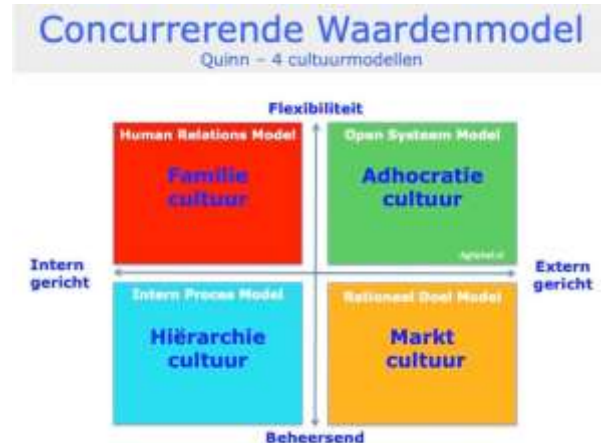 Concurrerende Waardenmodel
Quinn – 4 cultuurmodellen
Flexibiliteit
Human Relations Model
Open Systeem Model
Familie
cultuur
Adhocratie
cultuur
Intern
gericht
Extern
gericht
Intern Proces Model
Rationeel Doel Model
Hiërarchie
cultuur
Markt
cultuur
Beheersend